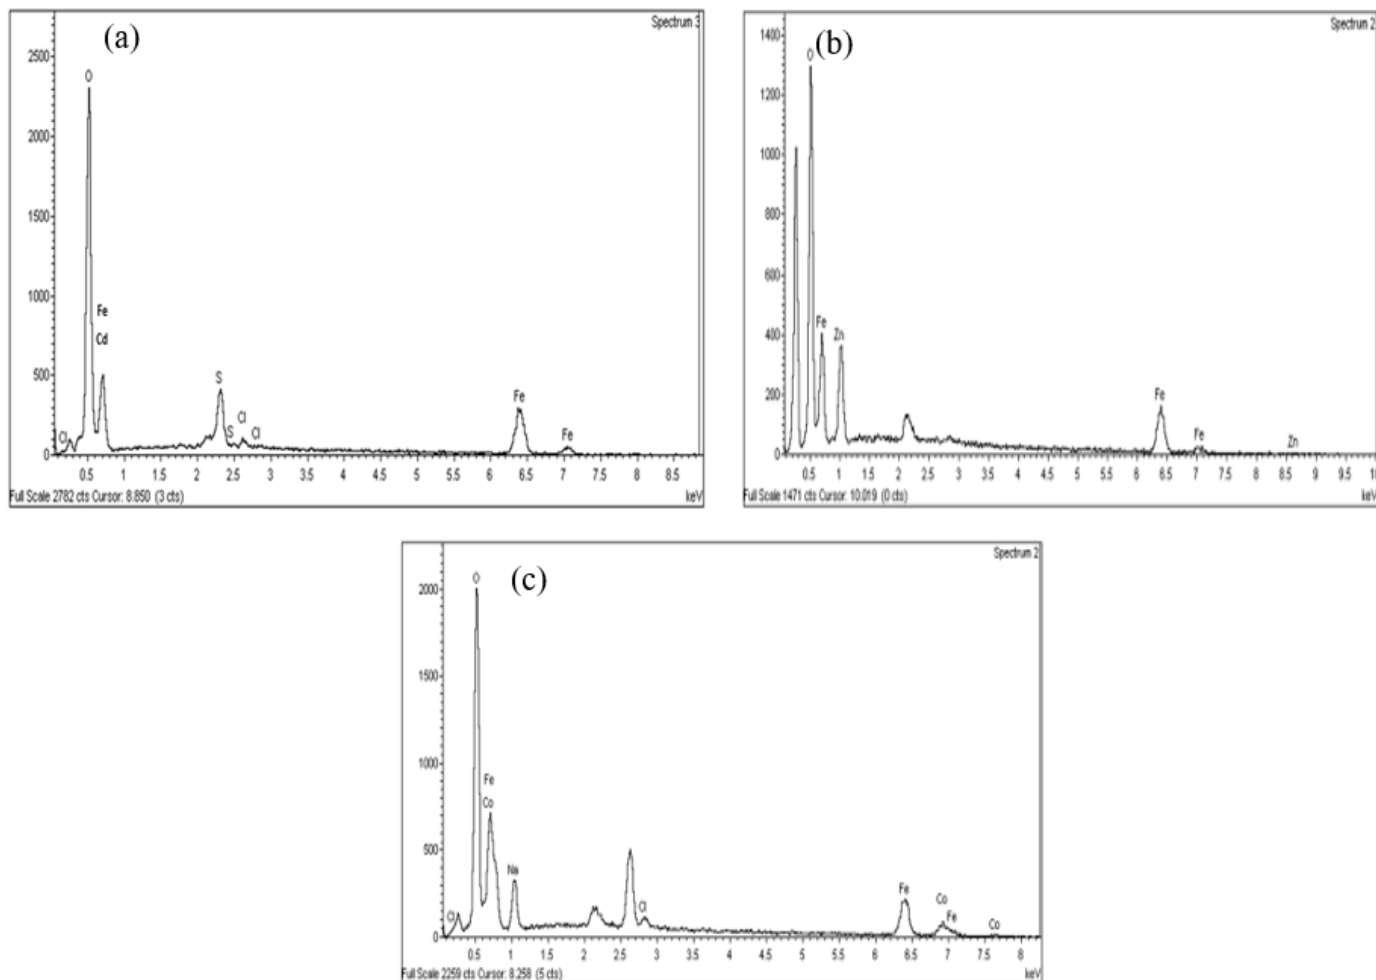 (a)
Spectrum 3
2500
2000
1500
1000
500
0
O
Fe
Cd
Cl
S
S
Cl
Cl
Fe
Fe
0.5 1 1.5 2 2.5 3 3.5 4 4.5 5 5.5 6 6.5 7 7.5 8 8.5
Full Scale 2782 cts Cursor: 8.850 (3 cts)
keV
(b)
Spectrum 2
1400
1200
1000
800
600
400
200
0
O
Fe
Zn
Fe
Fe
Zn
0.5 1 1.5 2 2.5 3 3.5 4 4.5 5 5.5 6 6.5 7 7.5 8 8.5 9 9.5
Full Scale 1471 cts Cursor: 10.019 (0 cts)
keV
(c)
Spectrum 2
2000
1500
1000
500
0
O
Fe
Co
Cl
Na
Cl
Fe
Co
Fe
Co
0.5 1 1.5 2 2.5 3 3.5 4 4.5 5 5.5 6 6.5 7 7.5 8
Full Scale 2259 cts Cursor: 8.258 (5 cts)
keV